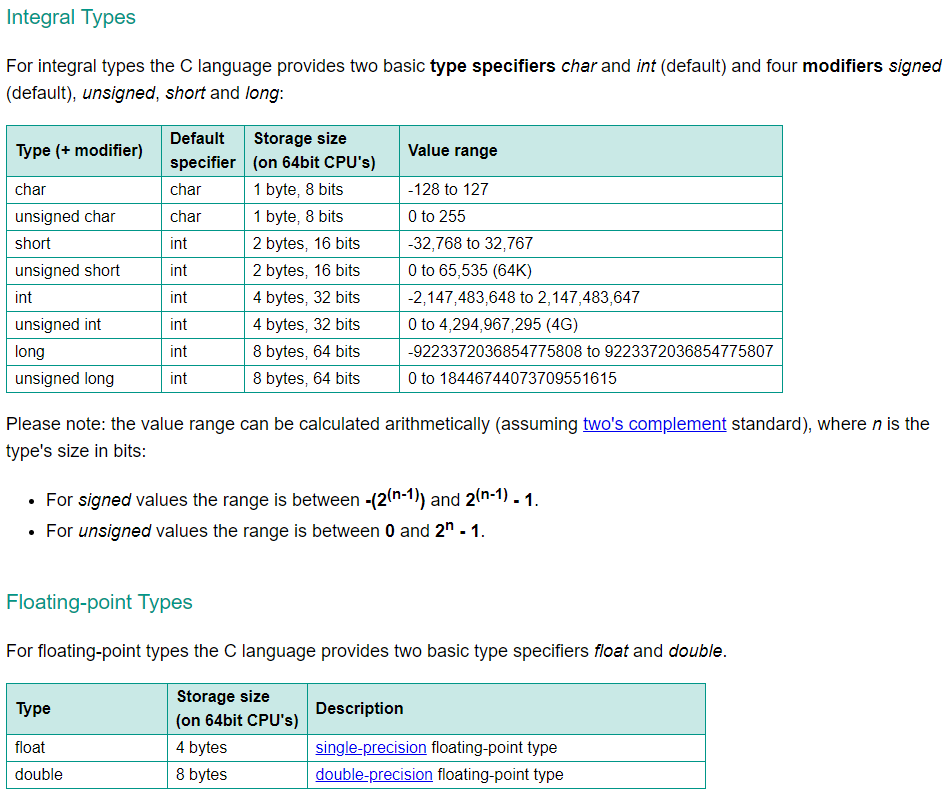 Integral Types
For integral types the C language provides two basic type specifiers char and int (default) and four modifiers signed
(default), unsigned, short and long:
Type (+ modifier) Default specifier Storage size (on 64bit CPU's) Value range
char char 1 byte, 8 bits -128 to 127
unsigned char char 1 byte, 8 bits 0 to 255
short int 2 bytes, 16 bits -32,768 to 32,767
unsigned short int 2 bytes, 16 bits 0 to 65,535 (64K)
int int 4 bytes, 32 bits -2,147,483,648 to 2,147,483,647
unsigned int int 4 bytes, 32 bits 0 to 4,294,967,295 (4G)
long int 8 bytes, 64 bits -9223372036854775808 to 9223372036854775807
unsigned long int 8 bytes, 64 bits 0 to 18446744073709551615
Please note: the value range can be calculated arithmetically (assuming two's complement standard), where n is the
type's size in bits:
• For signed values the range is between -(2(n-1)) and 2(n-1) - 1.
• For unsigned values the range is between 0 and 2n - 1.
Floating-point Types
For floating-point types the C language provides two basic type specifiers float and double.
Type Storage size (on 64bit CPU's) Description
float 4 bytes single-precision floating-point type
double 8 bytes double-precision floating-point type